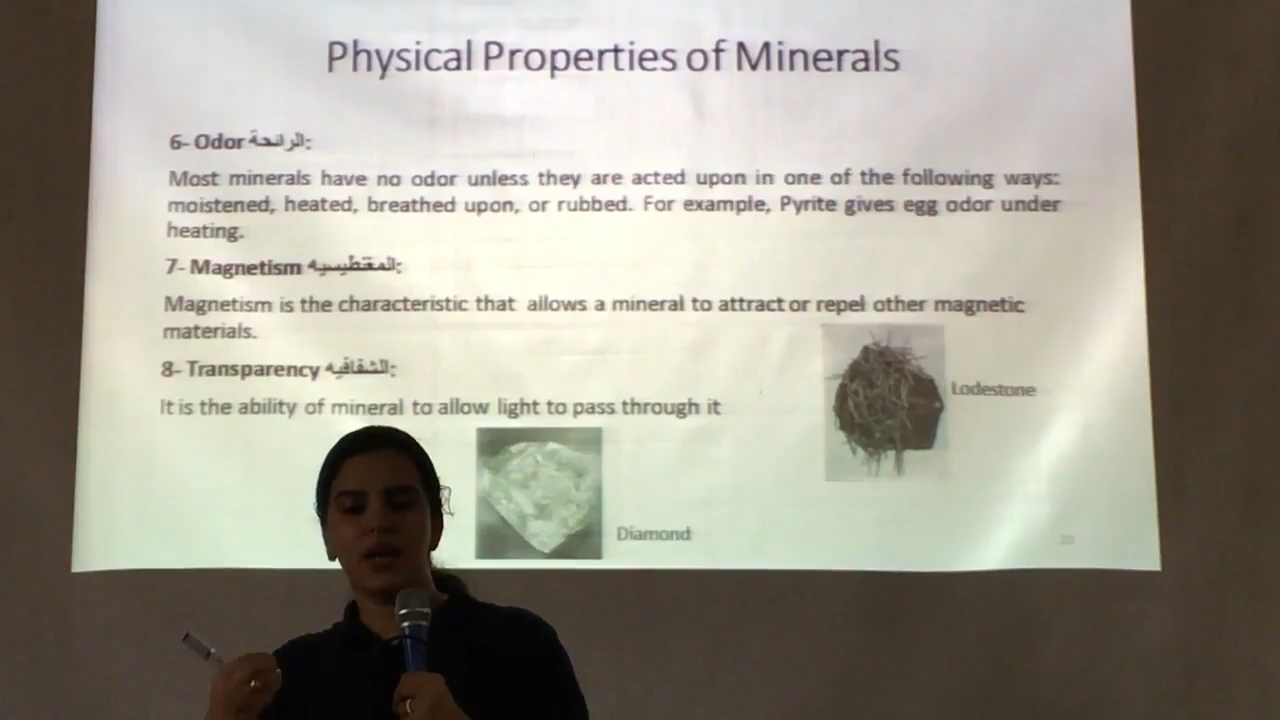 Physical Properties of Minerals
6- Odor الرائحة:
Most minerals have no odor unless they are acted upon in one of the following ways:
moistened, heated, breathed upon, or rubbed. For example, Pyrite gives egg odor under
heating.
7- Magnetism المغطيسيه:
Magnetism is the characteristic that allows a mineral to attract or repel other magnetic
materials.
8- Transparency الشفافيه:
It is the ability of mineral to allow light to pass through it
Lodestone
Diamond